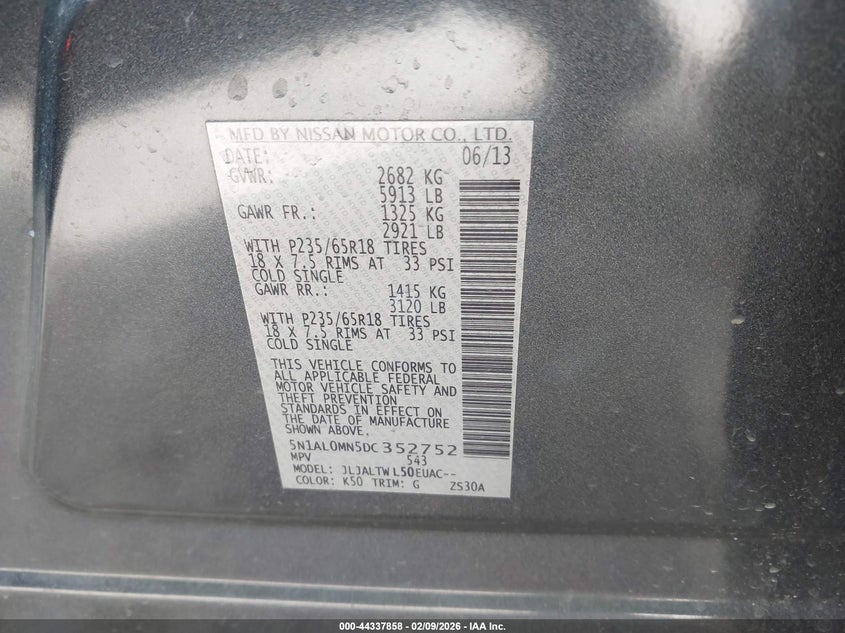 MFD BY NISSAN MOTOR CO., LTD.
DATE: 06/13
GVWR: 2682 KG
5913 LB
GAWR FR.: 1325 KG
2921 LB
WITH P235/65R18 TIRES
18 X 7.5 RIMS AT 33 PSI
COLD SINGLE
GAWR RR.: 1415 KG
3120 LB
WITH P235/65R18 TIRES
18 X 7.5 RIMS AT 33 PSI
COLD SINGLE
THIS VEHICLE CONFORMS TO
ALL APPLICABLE FEDERAL
MOTOR VEHICLE SAFETY AND
THEFT PREVENTION
STANDARDS IN EFFECT ON
THE DATE OF MANUFACTURE
SHOWN ABOVE.
5N1AL0MN5DC352752
MPV 543
MODEL: JLJALTWL50EUAC--
COLOR: K50 TRIM: G ZS30A
000-44337858 - 02/09/2026 - IAA Inc.